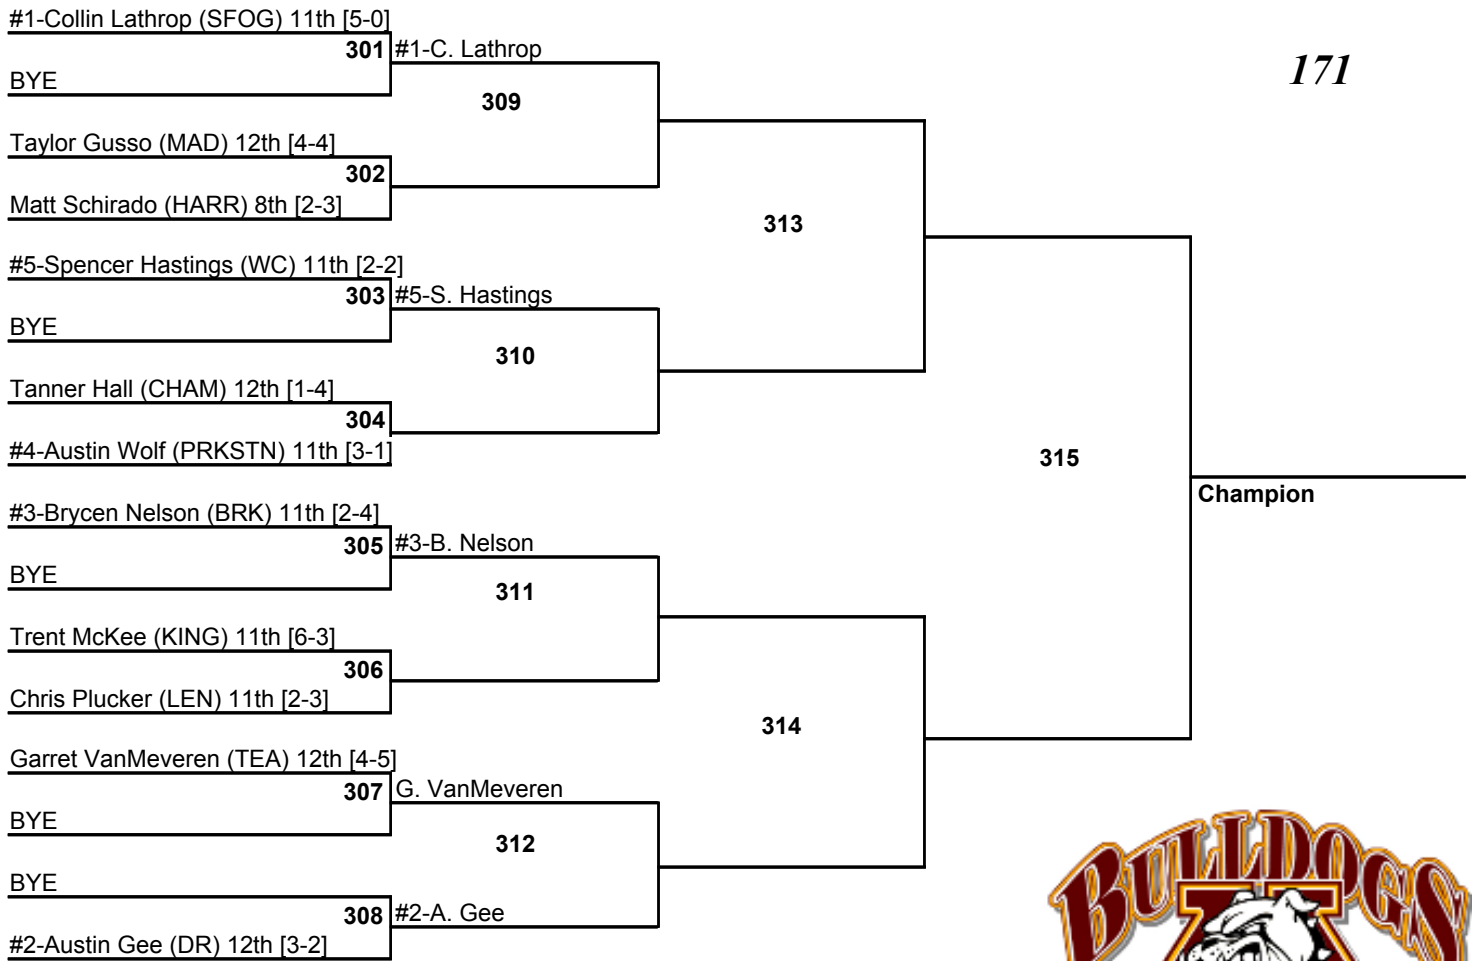 #1-Collin Lathrop (SFOG) 11th [5-0]
301 #1-C. Lathrop
171
BYE
309
Taylor Gusso (MAD) 12th [4-4]
302
Matt Schirado (HARR) 8th [2-3]
313
#5-Spencer Hastings (WC) 11th [2-2]
303 #5-S. Hastings
BYE
310
Tanner Hall (CHAM) 12th [1-4]
304
#4-Austin Wolf (PRKSTN) 11th [3-1]
315
Champion
#3-Brycen Nelson (BRK) 11th [2-4]
305 #3-B. Nelson
BYE
311
Trent McKee (KING) 11th [6-3]
306
Chris Plucker (LEN) 11th [2-3]
314
Garret VanMeveren (TEA) 12th [4-5]
307 G. VanMeveren
BYE
312
BYE
308 #2-A. Gee
#2-Austin Gee (DR) 12th [3-2]
BULLDOGS